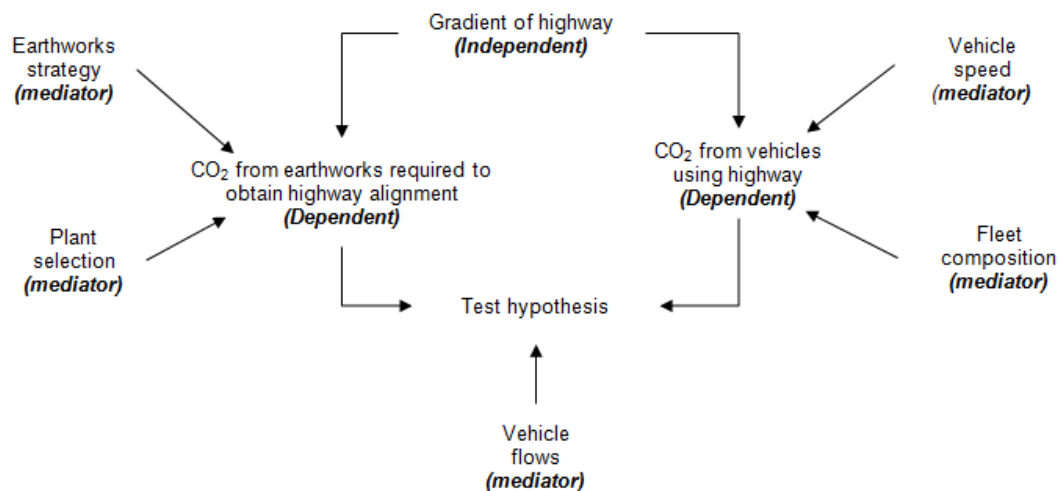 Gradient of highway
(Independent)
Earthworks
strategy
(mediator)
Vehicle
speed
(mediator)
CO₂ from earthworks required to
obtain highway alignment
(Dependent)
CO₂ from vehicles
using highway
(Dependent)
Plant
selection
(mediator)
Fleet
composition
(mediator)
Test hypothesis
Vehicle
flows
(mediator)